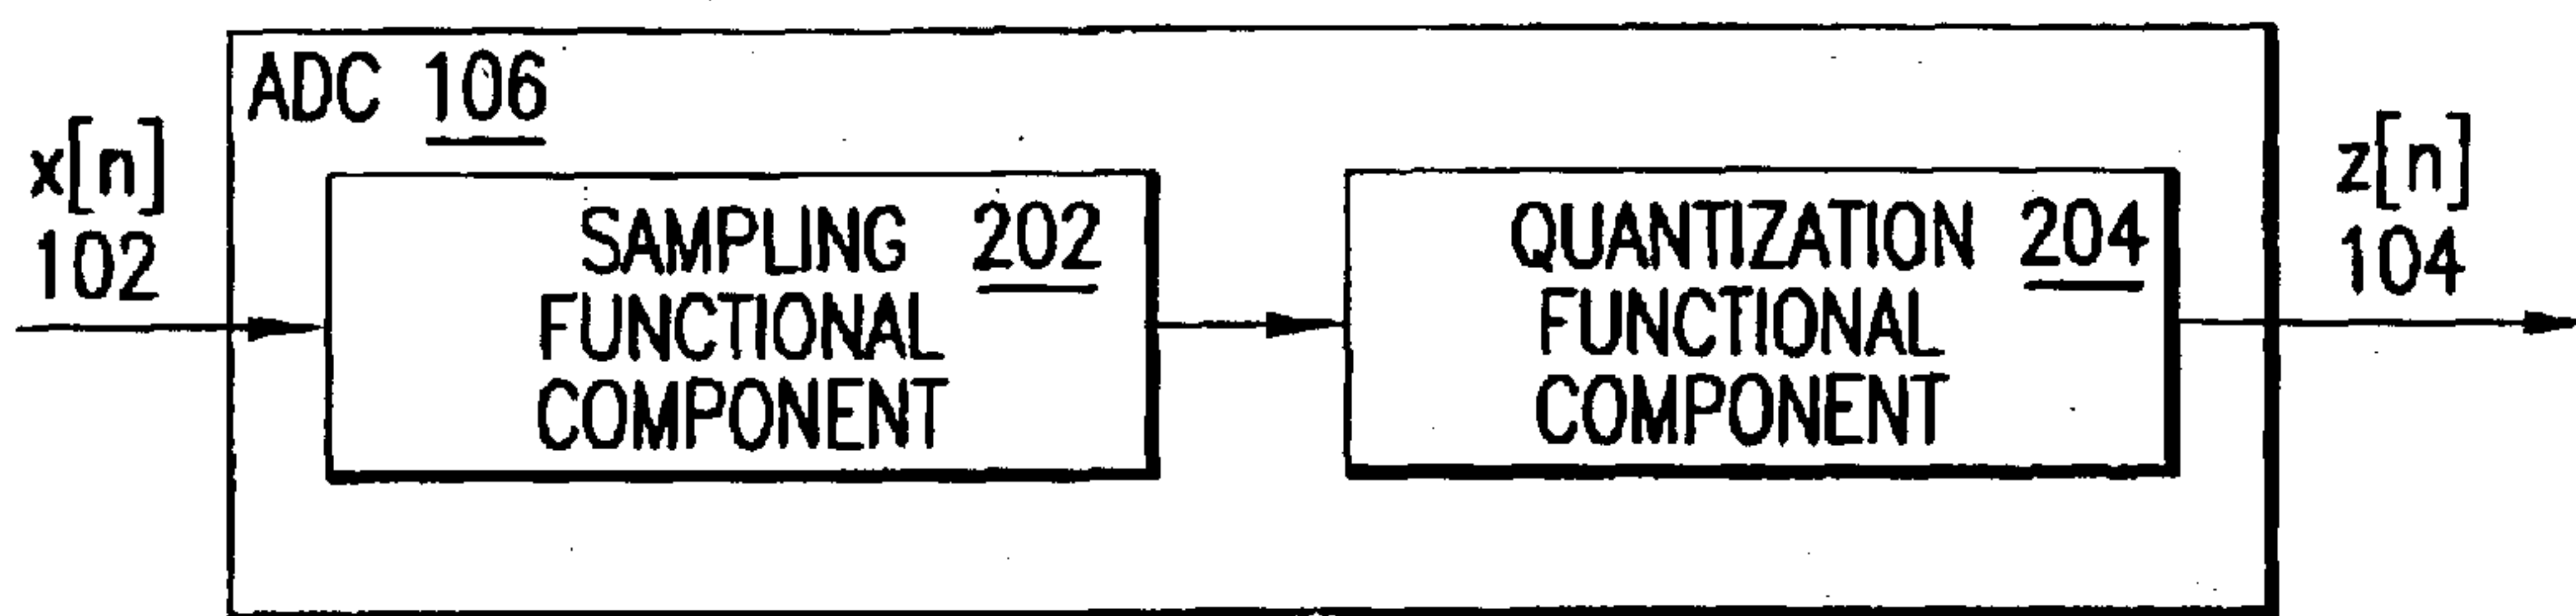 ADC 106
x[n]
102
SAMPLING 202
FUNCTIONAL
COMPONENT
QUANTIZATION 204
FUNCTIONAL
COMPONENT
z[n]
104